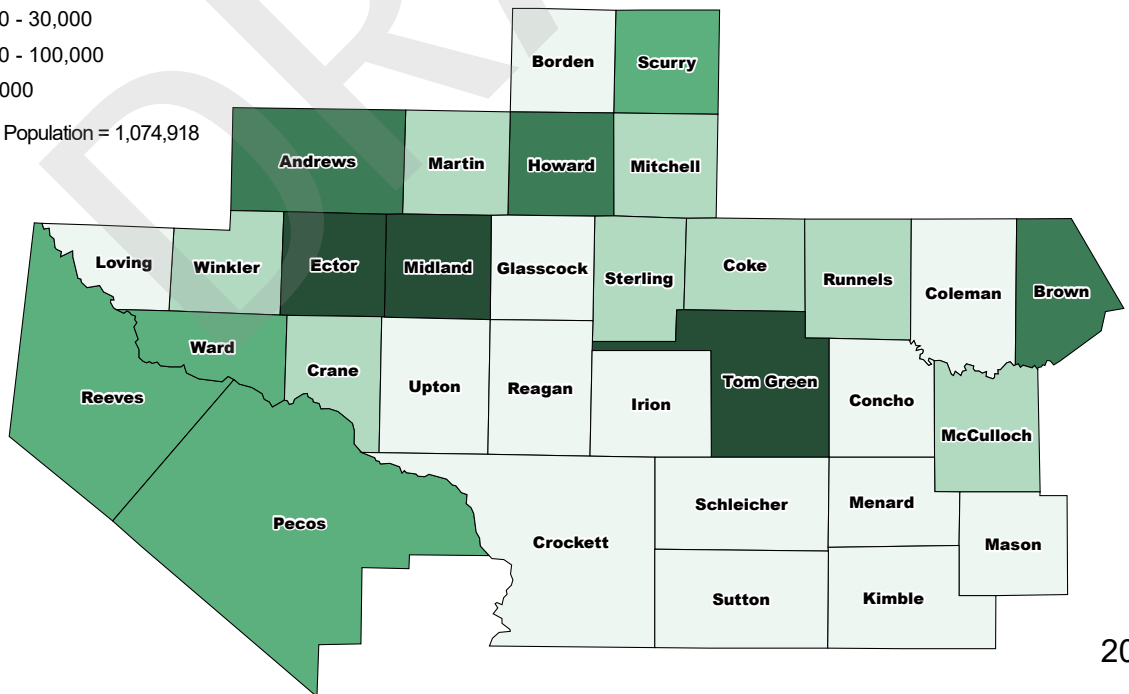 0 - 30,000
0 - 100,000
000
Population = 1,074,918
Borden
Scurry
Andrews
Martin
Howard
Mitchell
Loving
Winkler
Ector
Midland
Glasscock
Sterling
Coke
Runnels
Coleman
Brown
Ward
Reeves
Crane
Upton
Reagan
Irion
Tom Green
Concho
McCulloch
Pecos
Crockett
Schleicher
Menard
Mason
Sutton
Kimble
20